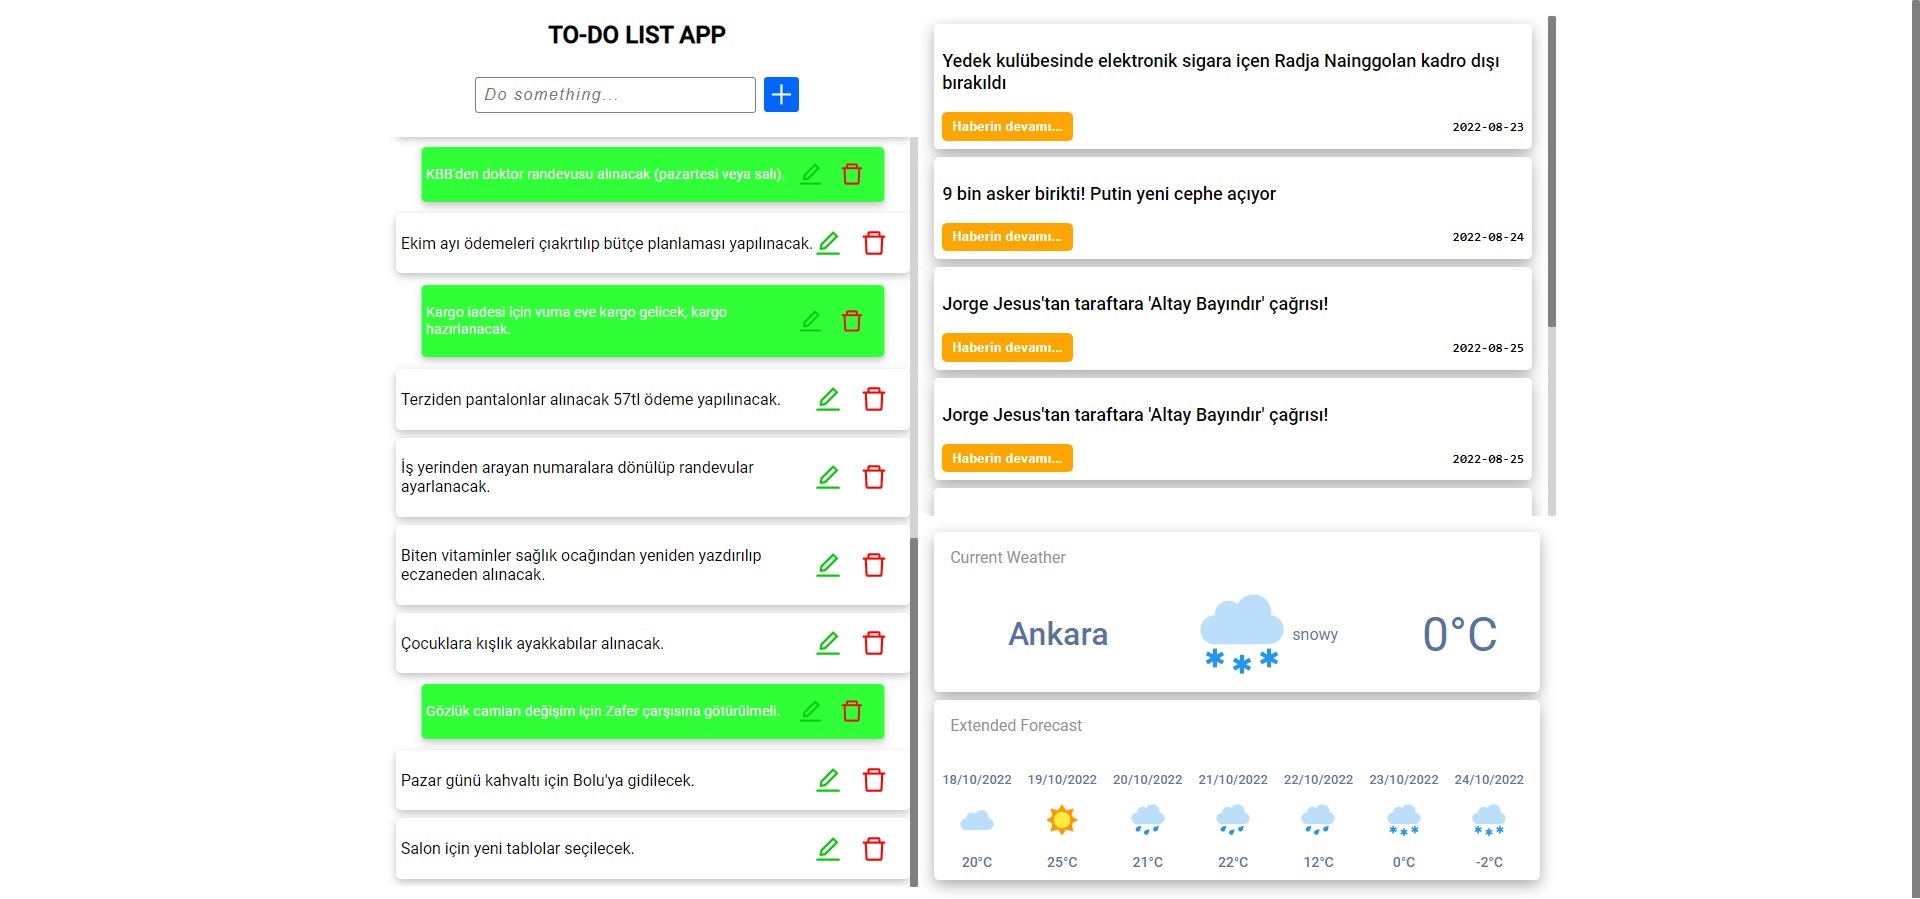 TO-DO LIST APP
Do something...
KBB'den doktor randevusu alınacak (pazartesi veya salı).
Ekim ayı ödemeleri çıakrtılıp bütçe planlaması yapılınacak.
Kargo iadesi için vuma eve kargo gelicek, kargo
hazırlanacak.
Terziden pantalonlar alınacak 57tl ödeme yapılınacak.
İş yerinden arayan numaralara dönülüp randevular
ayarlanacak.
Biten vitaminler sağlık ocağından yeniden yazdırılıp
eczaneden alınacak.
Çocuklara kışlık ayakkabılar alınacak.
Gözlük camları değişim için Zafer çarşısına götürülmeli.
Pazar günü kahvaltı için Bolu'ya gidilecek.
Salon için yeni tablolar seçilecek.
Yedek kulübesinde elektronik sigara içen Radja Nainggolan kadro dışı
bırakıldı
Haberin devamı... 2022-08-23
9 bin asker birikti! Putin yeni cephe açıyor
Haberin devamı... 2022-08-24
Jorge Jesus'tan taraftara 'Altay Bayındır' çağrısı!
Haberin devamı... 2022-08-25
Jorge Jesus'tan taraftara 'Altay Bayındır' çağrısı!
Haberin devamı... 2022-08-25
Current Weather
Ankara snowy 0°C
Extended Forecast
18/10/2022 19/10/2022 20/10/2022 21/10/2022 22/10/2022 23/10/2022 24/10/2022
20°C 25°C 21°C 22°C 12°C 0°C -2°C